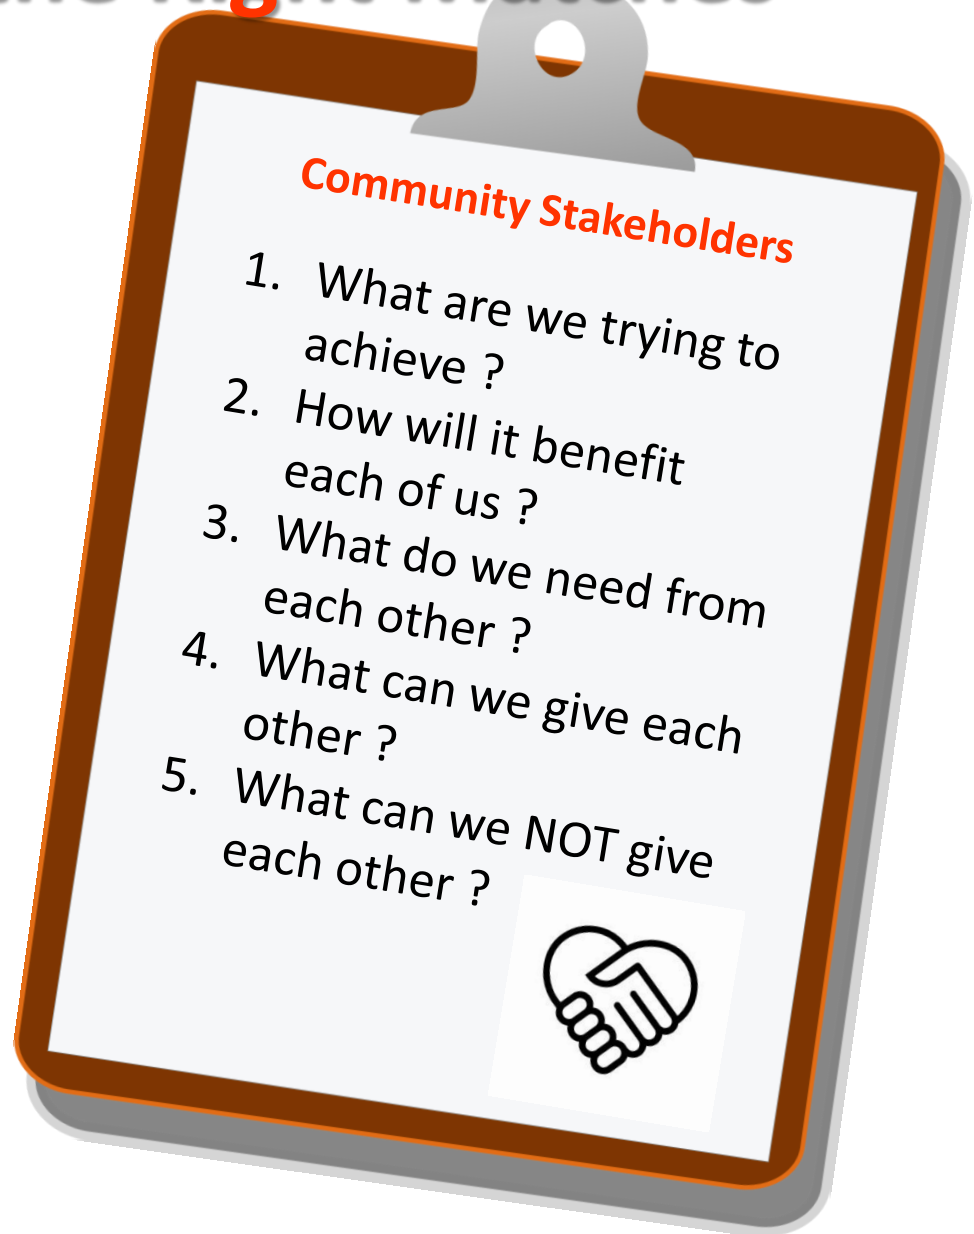 Right Matches
Community Stakeholders
1. What are we trying to
achieve ?
2. How will it benefit
each of us ?
3. What do we need from
each other ?
4. What can we give each
other ?
5. What can we NOT give
each other ?